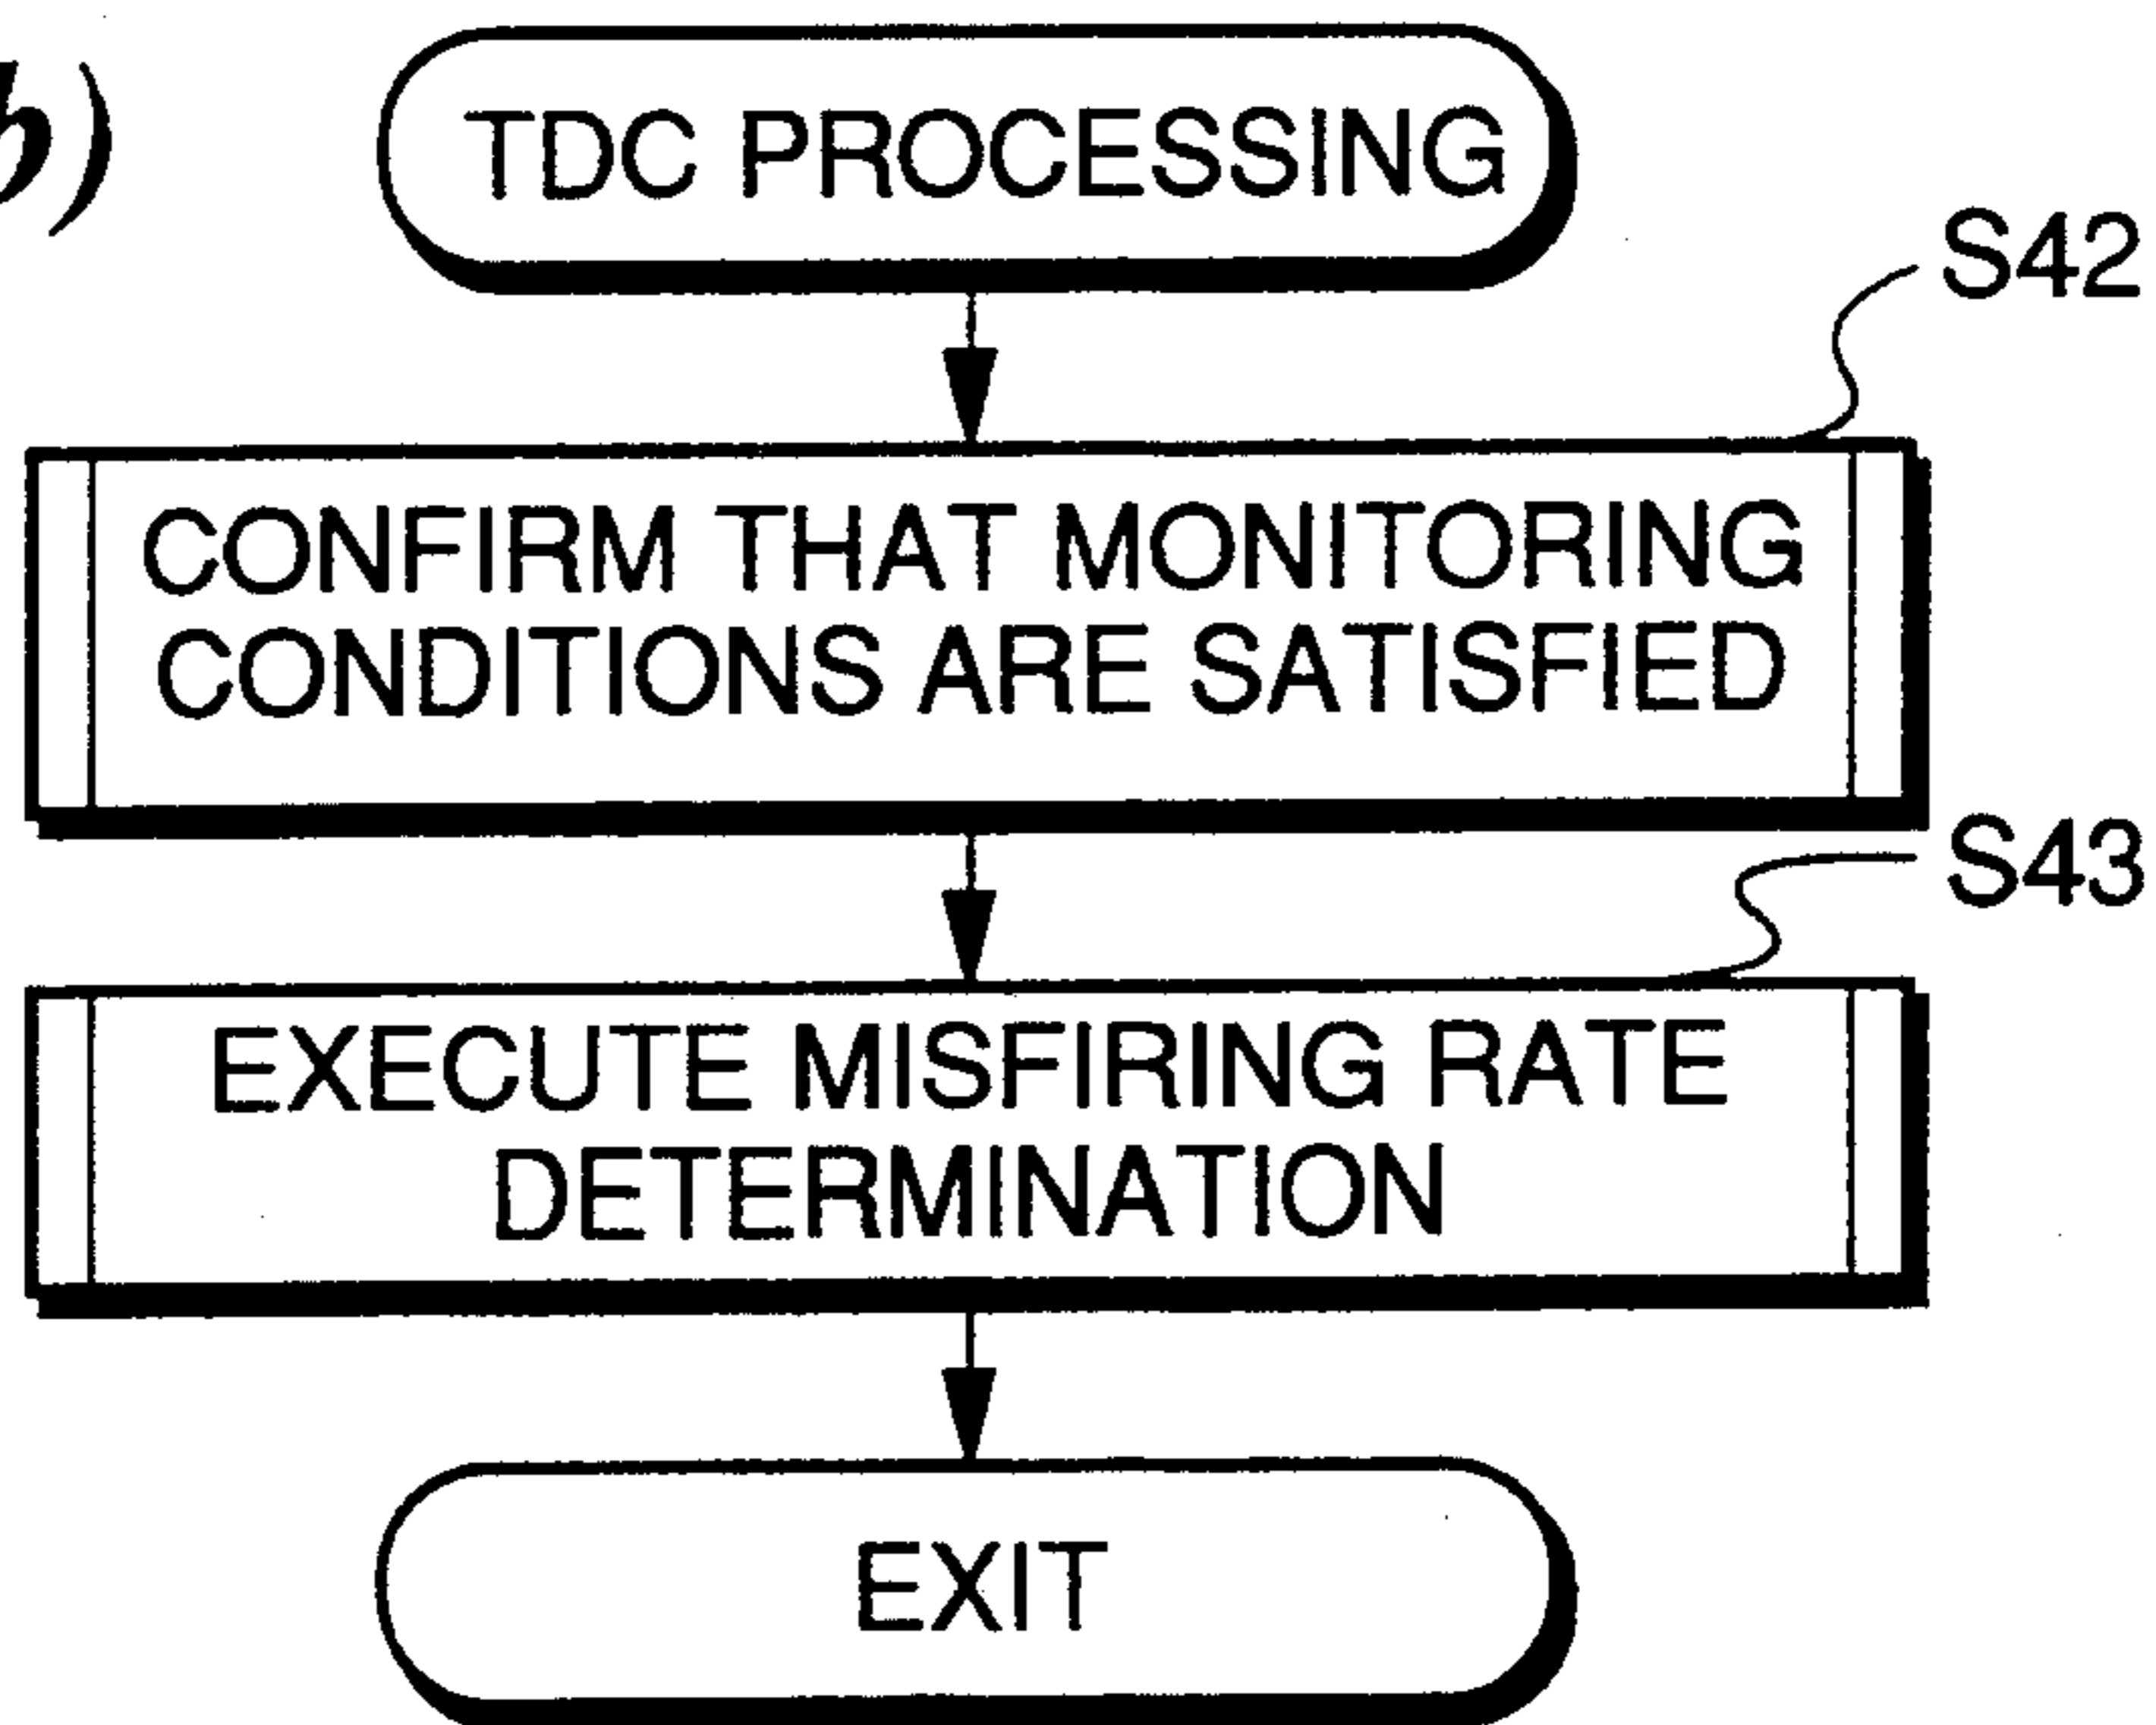 b)
TDC PROCESSING
S42
CONFIRM THAT MONITORING
CONDITIONS ARE SATISFIED
S43
EXECUTE MISFIRING RATE
DETERMINATION
EXIT